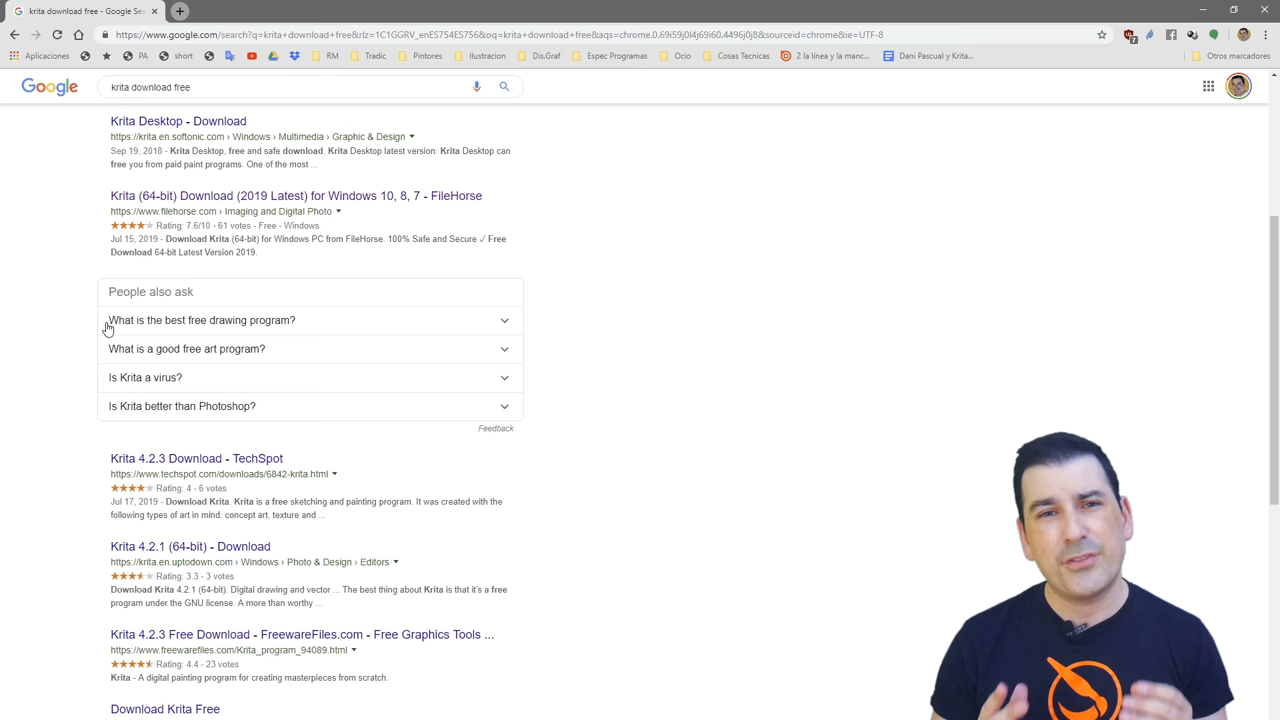 krita download free - Google Se
https://www.google.com/search?q=krita+download+free&rlz=1C1GGRV_enES754ES756&oq=krita+download+free&aqs=chrome.0.69i59j0l4j69i60.4496j0j8&sourceid=chrome&ie=UTF-8
Aplicaciones
PA
short
RM
Tradic
Pintores
Ilustracion
Dis.Graf
Espec Programas
Ocio
Cosas Tecnicas
2 la línea y la manc...
Dani Pascual y Krita...
Otros marcadores
Google
krita download free
Krita Desktop - Download
https://krita.en.softonic.com › Windows › Multimedia › Graphic & Design
Sep 19, 2018 - Krita Desktop, free and safe download. Krita Desktop latest version: Krita Desktop can
free you from paid paint programs. One of the most ...
Krita (64-bit) Download (2019 Latest) for Windows 10, 8, 7 - FileHorse
https://www.filehorse.com › Imaging and Digital Photo
Rating: 7.6/10 - 61 votes - Free - Windows
Jul 15, 2019 - Download Krita (64-bit) for Windows PC from FileHorse. 100% Safe and Secure ✓ Free
Download 64-bit Latest Version 2019.
People also ask
What is the best free drawing program?
What is a good free art program?
Is Krita a virus?
Is Krita better than Photoshop?
Feedback
Krita 4.2.3 Download - TechSpot
https://www.techspot.com/downloads/6842-krita.html
Rating: 4 - 6 votes
Jul 17, 2019 - Download Krita. Krita is a free sketching and painting program. It was created with the
following types of art in mind: concept art, texture and ...
Krita 4.2.1 (64-bit) - Download
https://krita.en.uptodown.com › Windows › Photo & Design › Editors
Rating: 3.3 - 3 votes
Download Krita 4.2.1 (64-bit). Digital drawing and vector ... The best thing about Krita is that it's a free
program under the GNU license. A more than worthy ...
Krita 4.2.3 Free Download - FreewareFiles.com - Free Graphics Tools ...
https://www.freewarefiles.com/Krita_program_94089.html
Rating: 4.4 - 23 votes
Krita - A digital painting program for creating masterpieces from scratch.
Download Krita Free